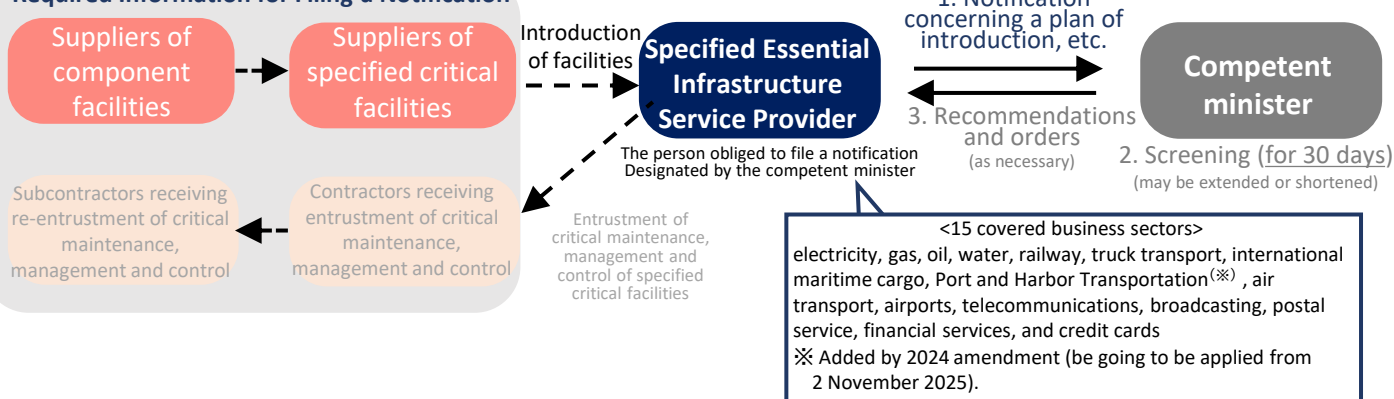 Required Information for Filing a Notification
Suppliers of
component
facilities
Suppliers of
specified critical
facilities
Introduction
of facilities
Specified Essential
Infrastructure
Service Provider
The person obliged to file a notification
Designated by the competent minister
1. Notification
concerning a plan of
introduction, etc.
3. Recommendations
and orders
(as necessary)
Competent
minister
2. Screening (for 30 days)
(may be extended or shortened)
Subcontractors receiving
re-entrustment of critical
maintenance,
management and control
Contractors receiving
entrustment of critical
maintenance,
management and control
Entrustment of
critical maintenance,
management and
control of specified
critical facilities
<15 covered business sectors>
electricity, gas, oil, water, railway, truck transport, international
maritime cargo, Port and Harbor Transportation(※) , air
transport, airports, telecommunications, broadcasting, postal
service, financial services, and credit cards
※ Added by 2024 amendment (be going to be applied from
2 November 2025).